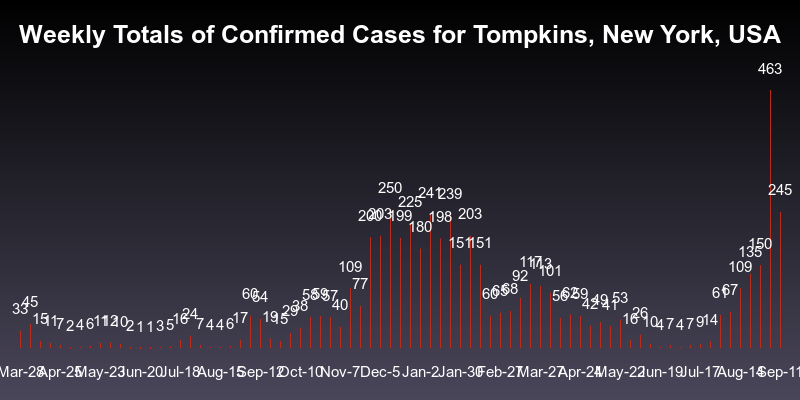 Weekly Totals of Confirmed Cases for Tompkins, New York, USA
33 45 15 11 7 2 4 6 11 12 10 2 1 1 3 5 16 24 7 4 4 6 17 60 54 19 15 29 38 58 59 57 40 109 77 200 203 250 199 225 180 241 198 239 151 203 151 60 65 68 92 117 113 101 56 62 59 42 49 41 53 16 26 10 4 7 4 7 9 14 61 67 109 135 150 463 245
Mar-28 Apr-25 May-23 Jun-20 Jul-18 Aug-15 Sep-12 Oct-10 Nov-7 Dec-5 Jan-2 Jan-30 Feb-27 Mar-27 Apr-24 May-22 Jun-19 Jul-17 Aug-14 Sep-11